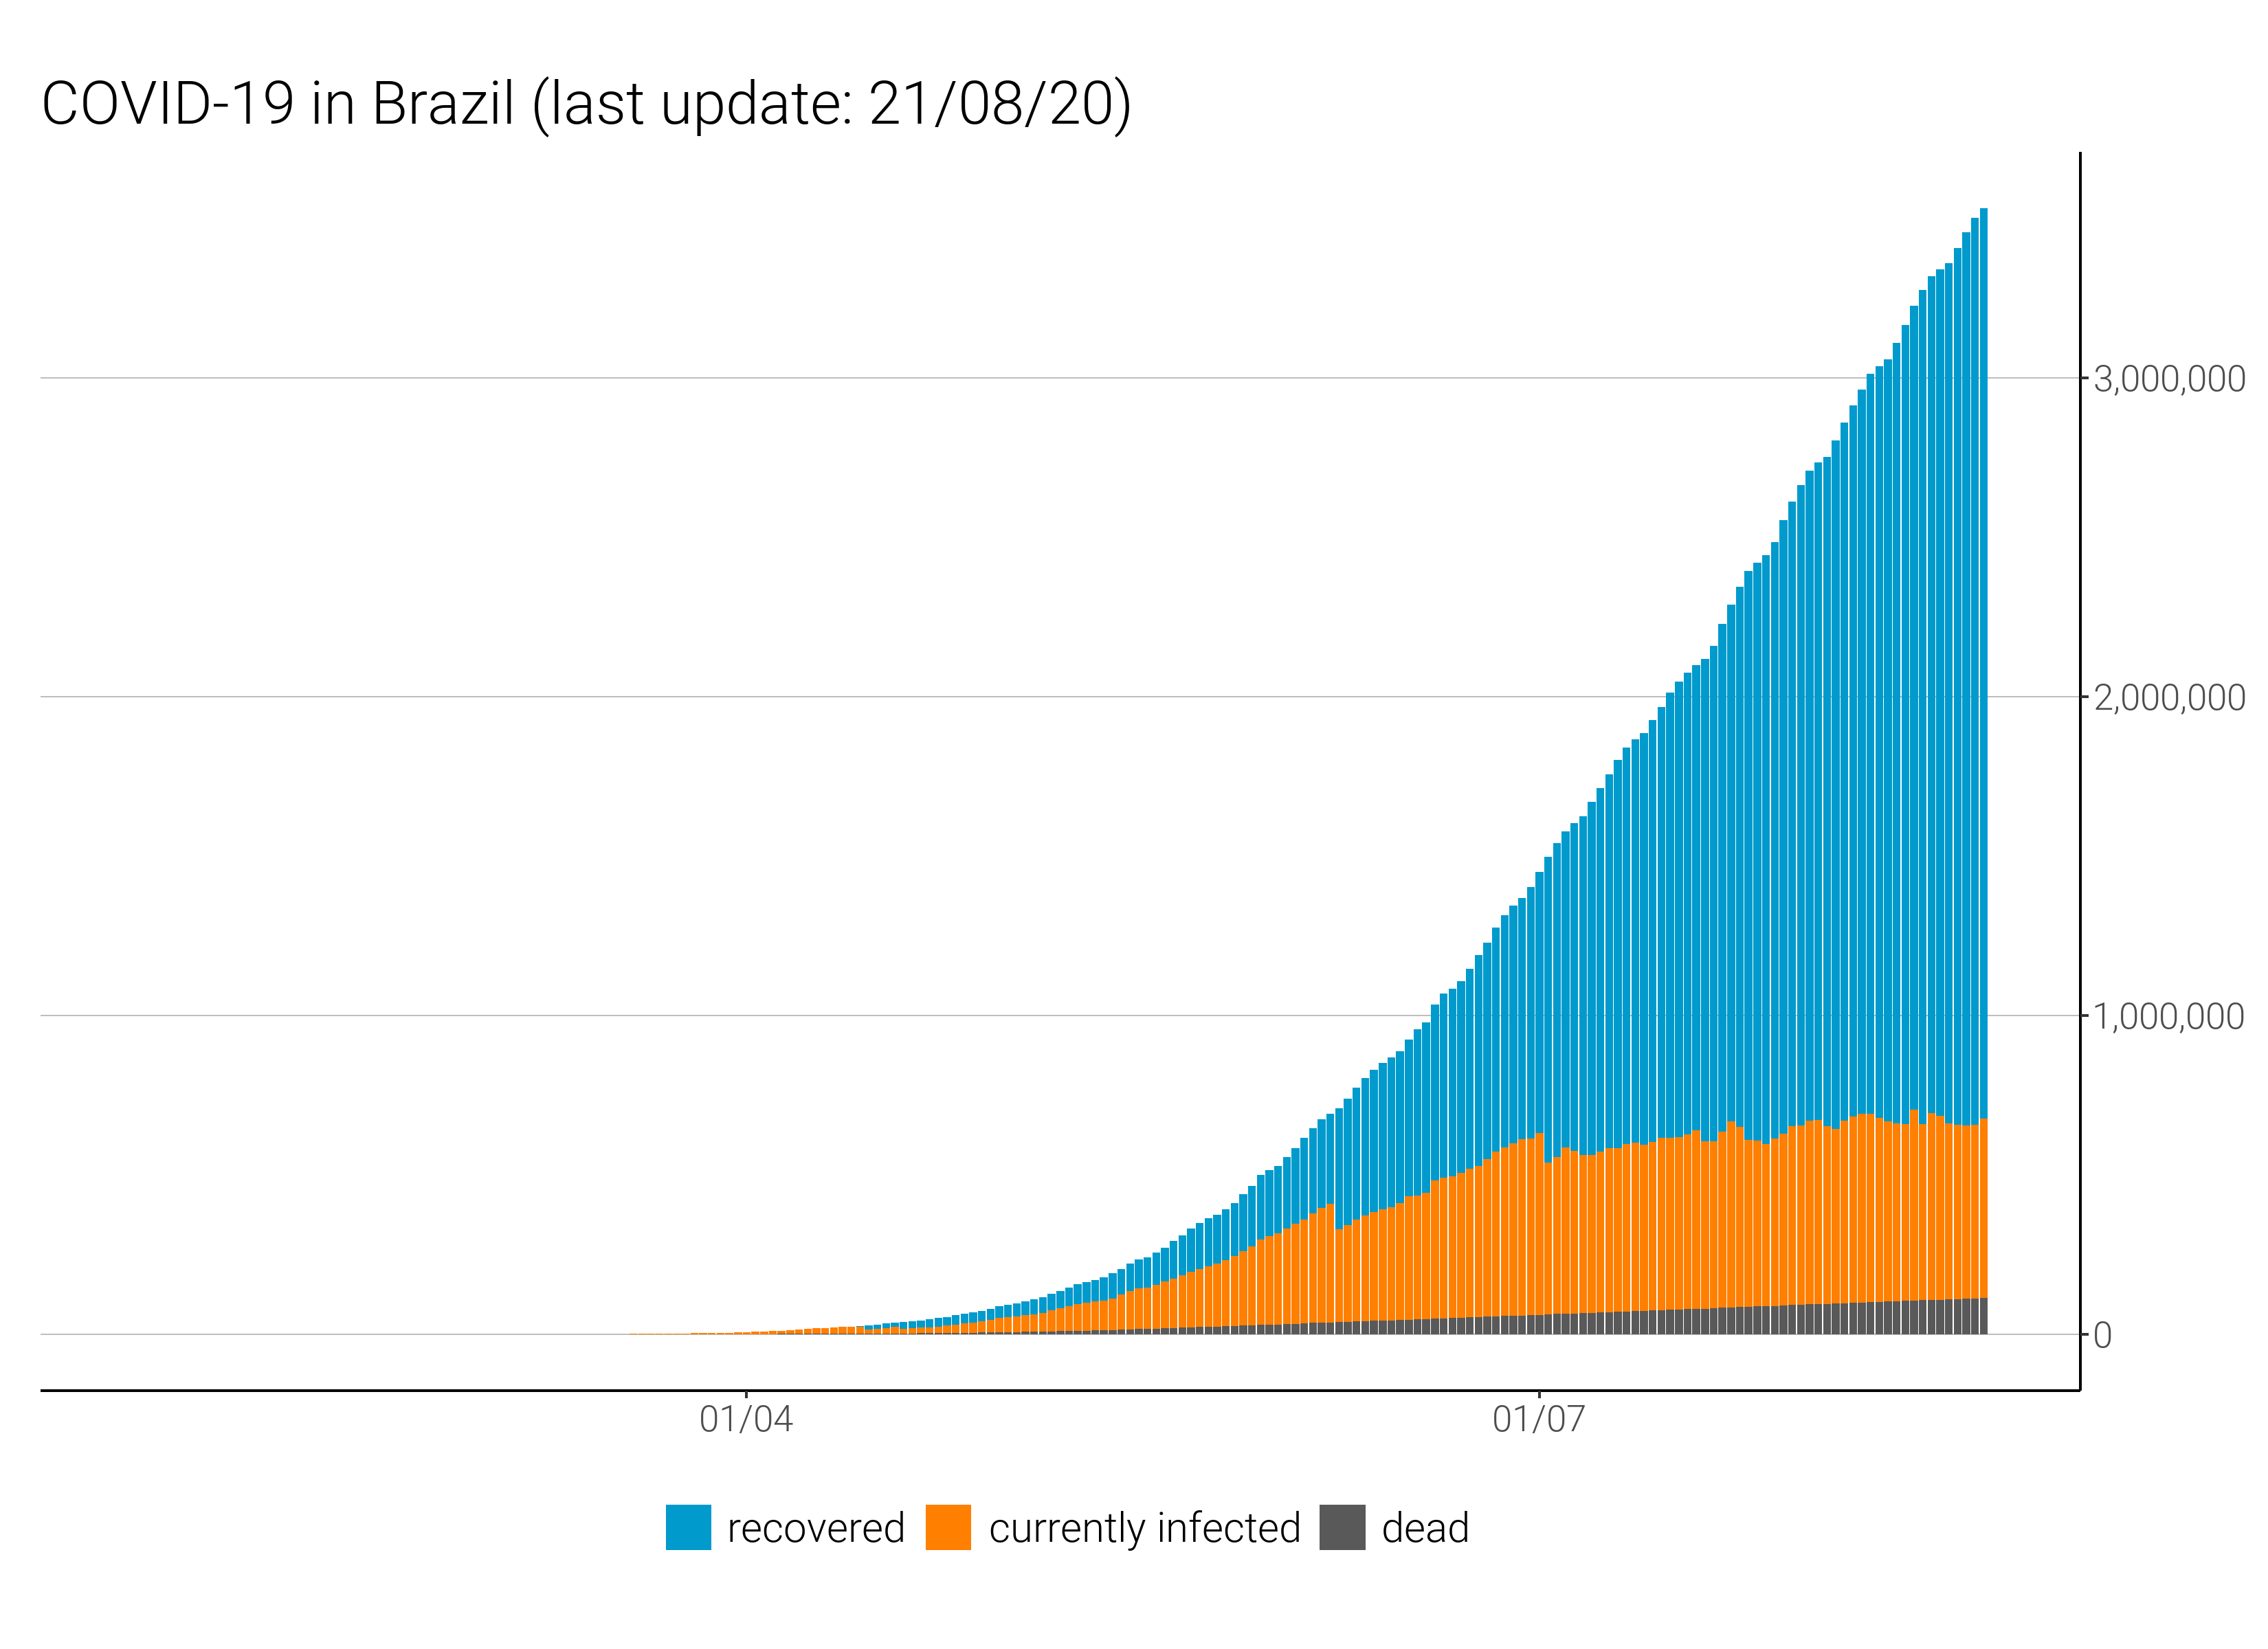 COVID-19 in Brazil (last update: 21/08/20)
3,000,000
2,000,000
1,000,000
0
01/04 01/07
recovered currently infected dead